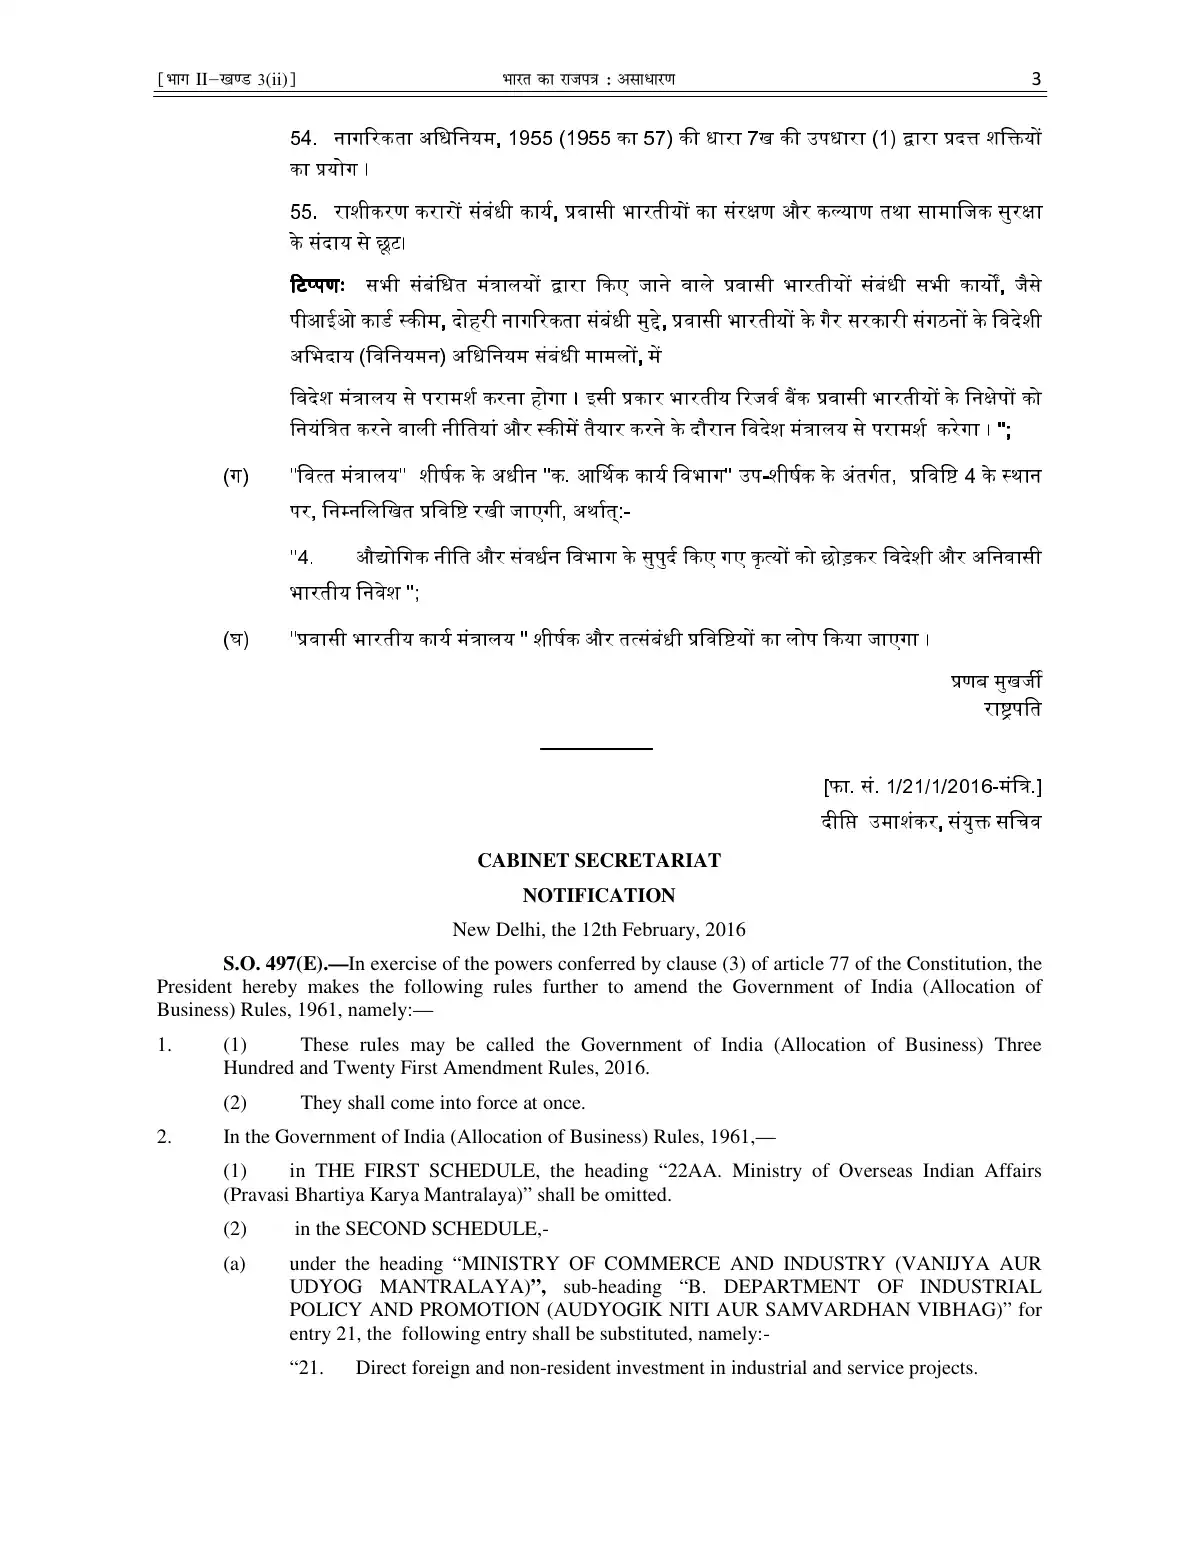 [ भाग II–खण्ड 3(ii) ] भारत का राजपत्र : असाधारण 3
54. नागरिकता अधिनियम, 1955 (1955 का 57) की धारा 7ख की उपधारा (1) द्वारा प्रदत्त शक्तियों
का प्रयोग ।
55. राशीकरण करारों संबंधी कार्य, प्रवासी भारतीयों का संरक्षण और कल्याण तथा सामाजिक सुरक्षा
के संदाय से छूट।
टिप्पणः सभी संबंधित मंत्रालयों द्वारा किए जाने वाले प्रवासी भारतीयों संबंधी सभी कार्यों, जैसे
पीआईओ कार्ड स्कीम, दोहरी नागरिकता संबंधी मुद्दे, प्रवासी भारतीयों के गैर सरकारी संगठनों के विदेशी
अभिदाय (विनियमन) अधिनियम संबंधी मामलों, में
विदेश मंत्रालय से परामर्श करना होगा । इसी प्रकार भारतीय रिजर्व बैंक प्रवासी भारतीयों के निक्षेपों को
नियंत्रित करने वाली नीतियां और स्कीमें तैयार करने के दौरान विदेश मंत्रालय से परामर्श करेगा । ";
(ग) "वित्त मंत्रालय" शीर्षक के अधीन "क. आर्थिक कार्य विभाग" उप-शीर्षक के अंतर्गत, प्रविष्टि 4 के स्थान
पर, निम्नलिखित प्रविष्टि रखी जाएगी, अर्थात्:-
"4. औद्योगिक नीति और संवर्धन विभाग के सुपुर्द किए गए कृत्यों को छोड़कर विदेशी और अनिवासी
भारतीय निवेश ";
(घ) "प्रवासी भारतीय कार्य मंत्रालय " शीर्षक और तत्संबंधी प्रविष्टियों का लोप किया जाएगा ।
प्रणब मुखर्जी
राष्ट्रपति
[फा. सं. 1/21/1/2016-मंत्रि.]
दीप्ति उमाशंकर, संयुक्त सचिव
CABINET SECRETARIAT
NOTIFICATION
New Delhi, the 12th February, 2016
S.O. 497(E).—In exercise of the powers conferred by clause (3) of article 77 of the Constitution, the
President hereby makes the following rules further to amend the Government of India (Allocation of
Business) Rules, 1961, namely:—
1. (1) These rules may be called the Government of India (Allocation of Business) Three
Hundred and Twenty First Amendment Rules, 2016.
(2) They shall come into force at once.
2. In the Government of India (Allocation of Business) Rules, 1961,—
(1) in THE FIRST SCHEDULE, the heading “22AA. Ministry of Overseas Indian Affairs
(Pravasi Bhartiya Karya Mantralaya)” shall be omitted.
(2) in the SECOND SCHEDULE,-
(a) under the heading “MINISTRY OF COMMERCE AND INDUSTRY (VANIJYA AUR
UDYOG MANTRALAYA)”, sub-heading “B. DEPARTMENT OF INDUSTRIAL
POLICY AND PROMOTION (AUDYOGIK NITI AUR SAMVARDHAN VIBHAG)” for
entry 21, the following entry shall be substituted, namely:-
“21. Direct foreign and non-resident investment in industrial and service projects.